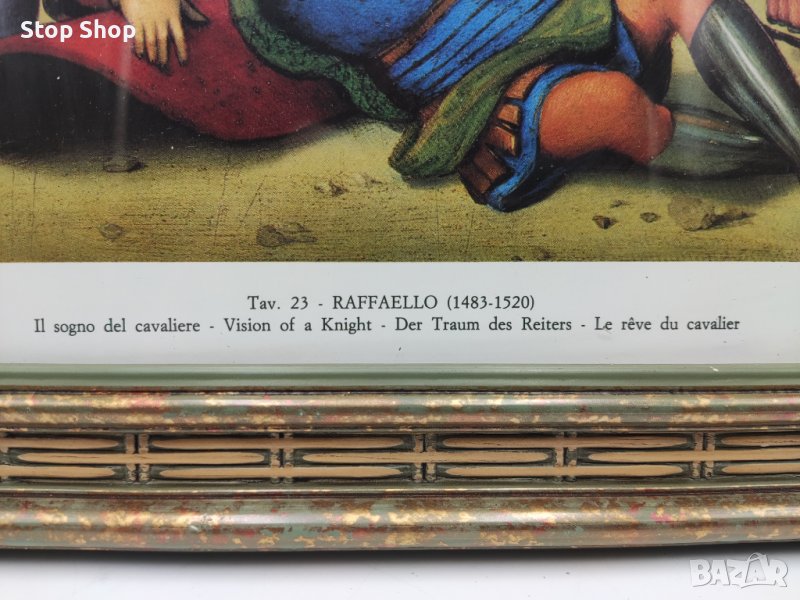 Stop Shop
Tav. 23 - RAFFAELLO (1483-1520)
Il sogno del cavaliere - Vision of a Knight - Der Traum des Reiters - Le rêve du cavalier
BAZAR